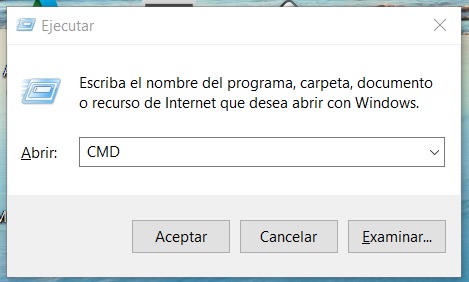 Ejecutar
Escriba el nombre del programa, carpeta, documento
o recurso de Internet que desea abrir con Windows.
Abrir: CMD
Aceptar Cancelar Examinar...